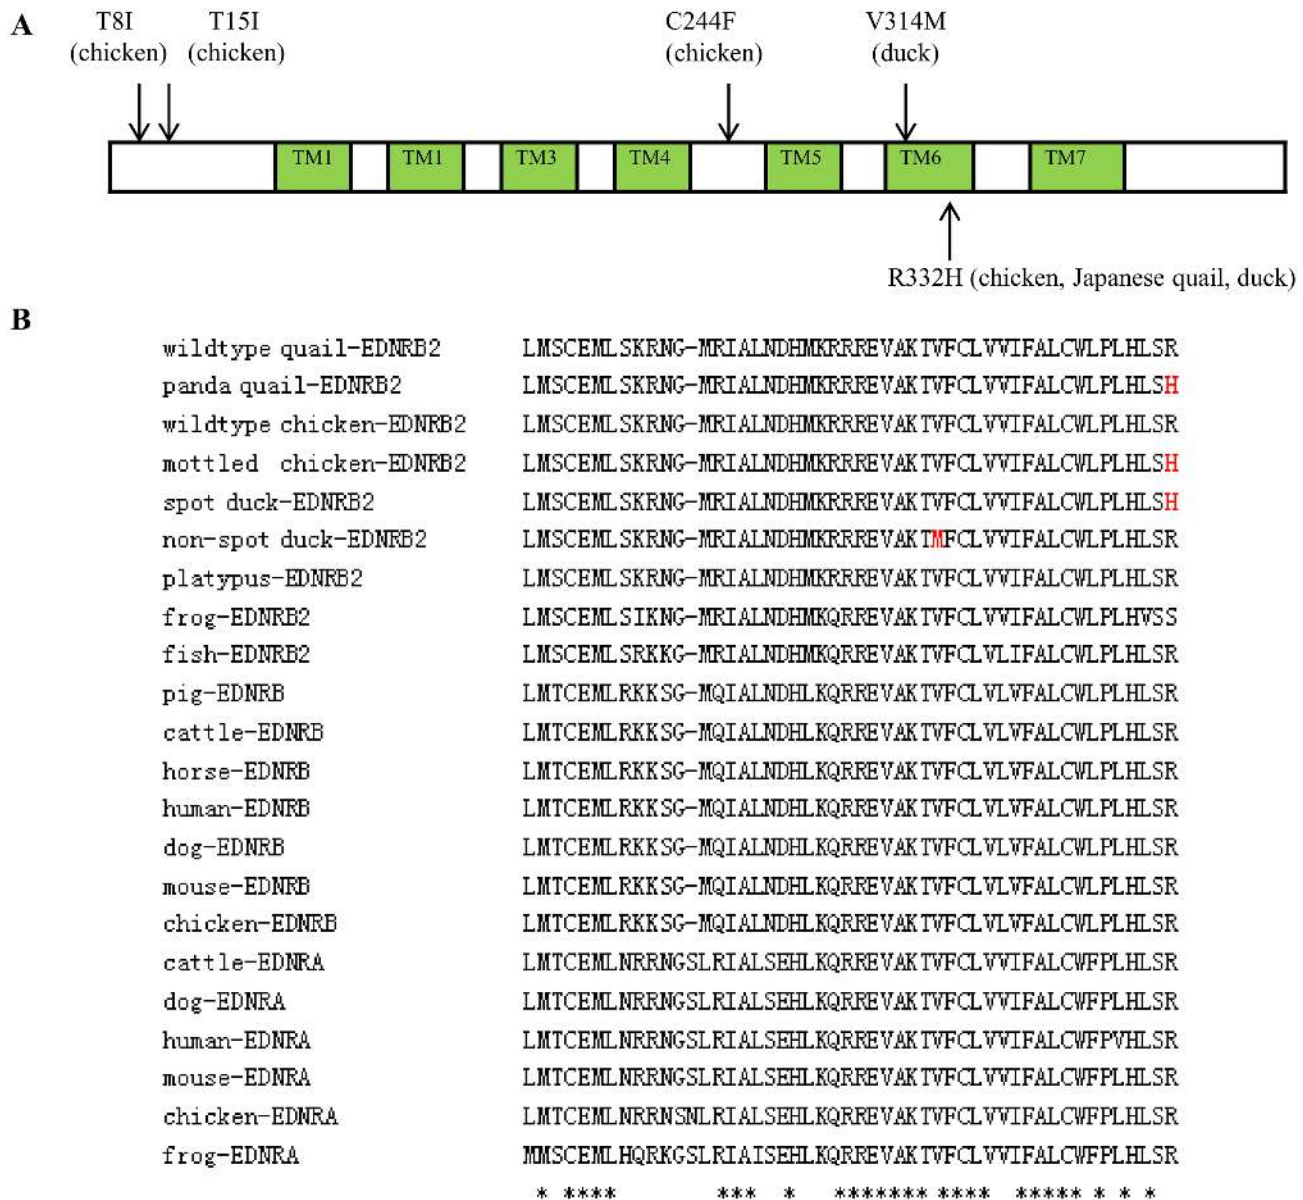 A
T8I
(chicken)
T15I
(chicken)
C244F
(chicken)
V314M
(duck)
TM1 TM1 TM3 TM4 TM5 TM6 TM7
R332H (chicken, Japanese quail, duck)
B
wildtype quail-EDNRB2 LMSCEMLSKRNG-MRIALNDHMKRRREVAKTVFCLVVIFALCWLPLHLSR
panda quail-EDNRB2 LMSCEMLSKRNG-MRIALNDHMKRRREVAKTVFCLVVIFALCWLPLHLSH
wildtype chicken-EDNRB2 LMSCEMLSKRNG-MRIALNDHMKRRREVAKTVFCLVVIFALCWLPLHLSR
mottled chicken-EDNRB2 LMSCEMLSKRNG-MRIALNDHMKRRREVAKTVFCLVVIFALCWLPLHLSH
spot duck-EDNRB2 LMSCEMLSKRNG-MRIALNDHMKRRREVAKTVFCLVVIFALCWLPLHLSH
non-spot duck-EDNRB2 LMSCEMLSKRNG-MRIALNDHMKRRREVAKTMFCLVVIFALCWLPLHLSR
platypus-EDNRB2 LMSCEMLSKRNG-MRIALNDHMKRRREVAKTVFCLVVIFALCWLPLHLSR
frog-EDNRB2 LMSCEMLSIKNG-MRIALNDHMKQRREVAKTVFCLVVIFALCWLPLHVSS
fish-EDNRB2 LMSCEMLSRKKG-MRIALNDHMKQRREVAKTVFCLVLIFALCWLPLHLSR
pig-EDNRB LMTCEMLRKKSG-MQIALNDHLKQRREVAKTVFCLVLVFALCWLPLHLSR
cattle-EDNRB LMTCEMLRKKSG-MQIALNDHLKQRREVAKTVFCLVLVFALCWLPLHLSR
horse-EDNRB LMTCEMLRKKSG-MQIALNDHLKQRREVAKTVFCLVLVFALCWLPLHLSR
human-EDNRB LMTCEMLRKKSG-MQIALNDHLKQRREVAKTVFCLVLVFALCWLPLHLSR
dog-EDNRB LMTCEMLRKKSG-MQIALNDHLKQRREVAKTVFCLVLVFALCWLPLHLSR
mouse-EDNRB LMTCEMLRKKSG-MQIALNDHLKQRREVAKTVFCLVLVFALCWLPLHLSR
chicken-EDNRB LMTCEMLRKKSG-MQIALNDHLKQRREVAKTVFCLVLVFALCWLPLHLSR
cattle-EDNRA LMTCEMLNRRNGSLRIALSEHLKQRREVAKTVFCLVVIFALCWFPLHLSR
dog-EDNRA LMTCEMLNRRNGSLRIALSEHLKQRREVAKTVFCLVVIFALCWFPLHLSR
human-EDNRA LMTCEMLNRRNGSLRIALSEHLKQRREVAKTVFCLVVIFALCWFPVHLSR
mouse-EDNRA LMTCEMLNRRNGSLRIALSEHLKQRREVAKTVFCLVVIFALCWFPLHLSR
chicken-EDNRA LMTCEMLNRRNSNLRIALSEHLKQRREVAKTVFCLVVIFALCWFPLHLSR
frog-EDNRA MMSCEMLHQRKGSLRIAISEHLKQRREVAKTVFCLVVIFALCWFPLHLSR
* **** *** * ******* **** ***** * * *